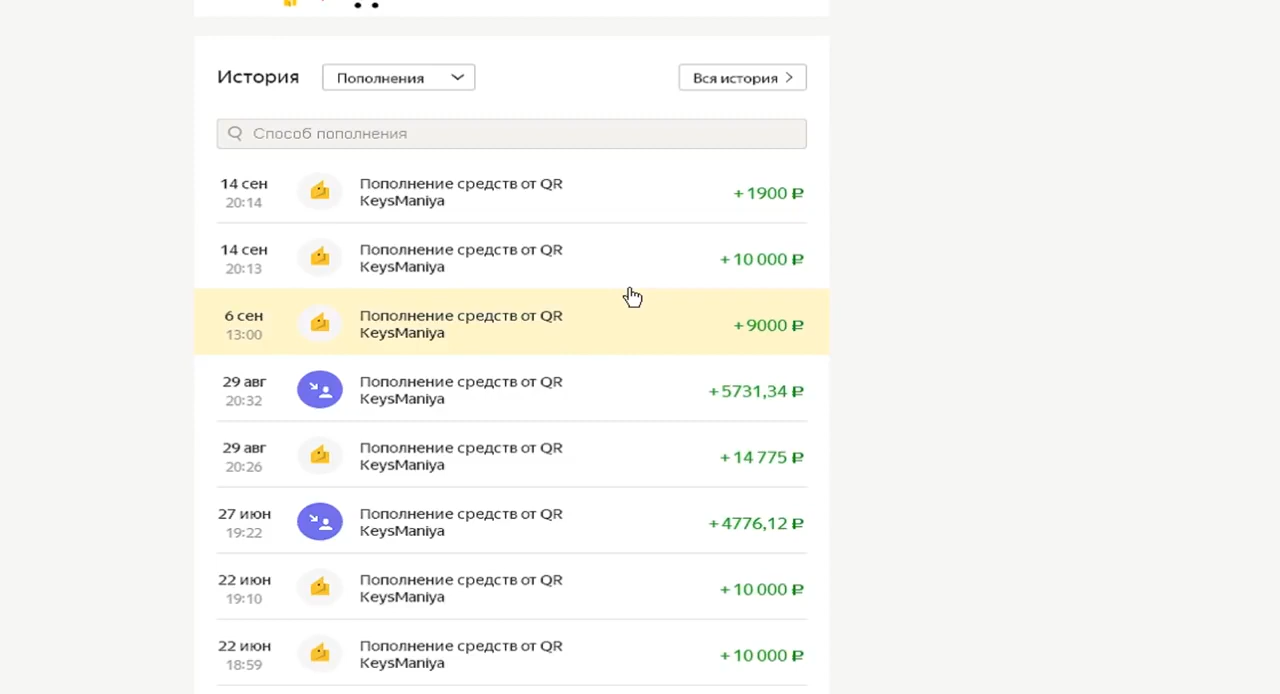 История
Пополнения
Вся история
Способ пополнения
14 сен
20:14
Пополнение средств от QR
KeysManiya
+1900 ₽
14 сен
20:13
Пополнение средств от QR
KeysManiya
+10 000 ₽
6 сен
13:00
Пополнение средств от QR
KeysManiya
+9000 ₽
29 авг
20:32
Пополнение средств от QR
KeysManiya
+5731,34 ₽
29 авг
20:26
Пополнение средств от QR
KeysManiya
+14 775 ₽
27 июн
19:22
Пополнение средств от QR
KeysManiya
+4776,12 ₽
22 июн
19:10
Пополнение средств от QR
KeysManiya
+10 000 ₽
22 июн
18:59
Пополнение средств от QR
KeysManiya
+10 000 ₽